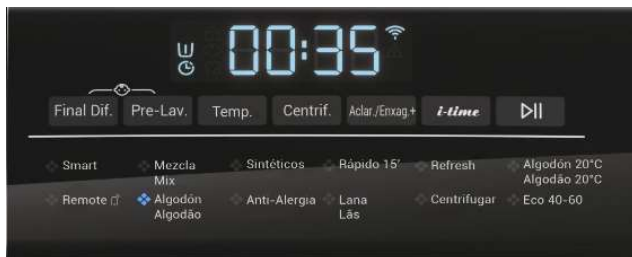 00:35
Final Dif. Pre-Lav. Temp. Centrif. Aclar./Enxag.+ i-time
Smart Mezcla Sintéticos Rápido 15' Refresh Algodón 20°C
Mix Algodão 20°C
Remote Algodón Anti-Alergia Lana Centrifugar Eco 40-60
Algodão Lãs